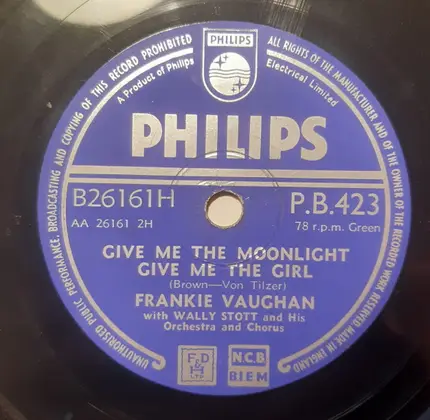 UNAUTHORISED PUBLIC PERFORMANCE, BROADCASTING AND COPYING OF THIS RECORD PROHIBITED
ALL RIGHTS OF THE MANUFACTURER AND OF THE OWNER OF THE RECORDED WORK RESERVED MADE IN ENGLAND
PHILIPS
A Product of Philips
Electrical Limited
PHILIPS
B26161H
P.B.423
AA 26161 2H
78 r.p.m. Green
GIVE ME THE MOONLIGHT
GIVE ME THE GIRL
(Brown—Von Tilzer)
FRANKIE VAUGHAN
with WALLY STOTT and His
Orchestra and Chorus
F.D
&
H
N.C.B
BIEM